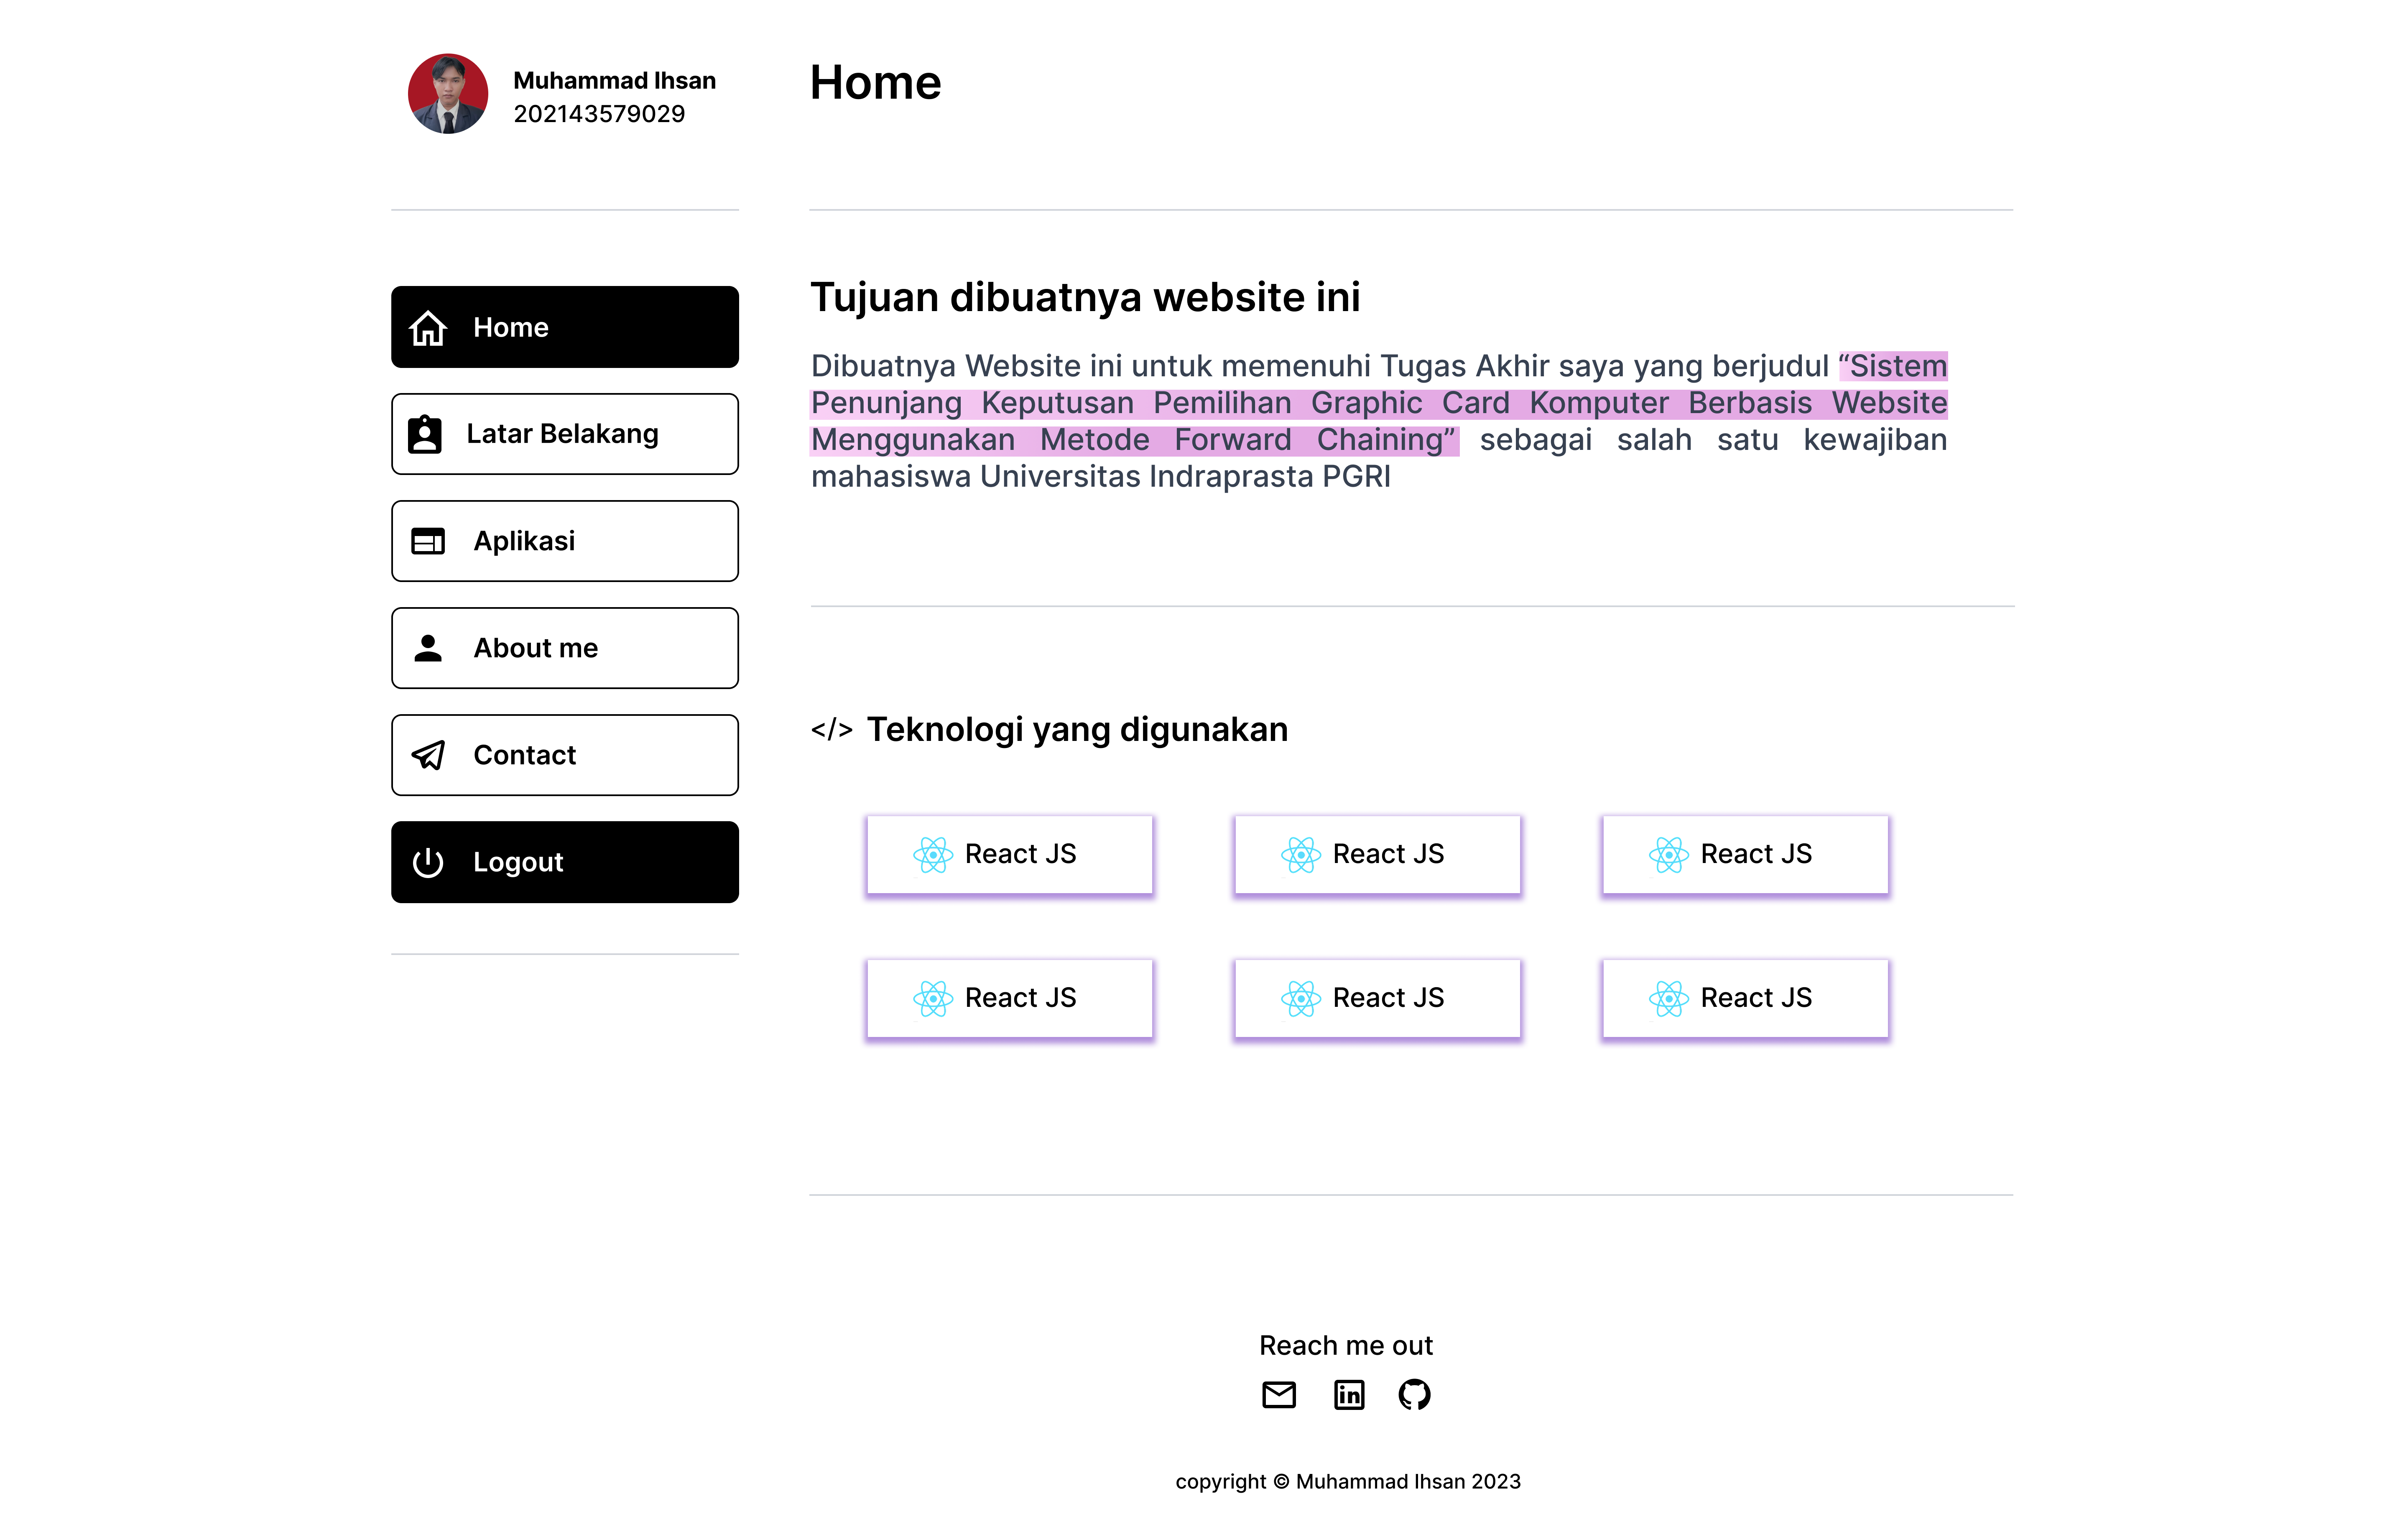 Muhammad Ihsan
202143579029
Home
Home
Latar Belakang
Aplikasi
About me
Contact
Logout
Tujuan dibuatnya website ini
Dibuatnya Website ini untuk memenuhi Tugas Akhir saya yang berjudul “Sistem
Penunjang Keputusan Pemilihan Graphic Card Komputer Berbasis Website
Menggunakan Metode Forward Chaining” sebagai salah satu kewajiban
mahasiswa Universitas Indraprasta PGRI
</> Teknologi yang digunakan
React JS React JS React JS
React JS React JS React JS
Reach me out
copyright © Muhammad Ihsan 2023